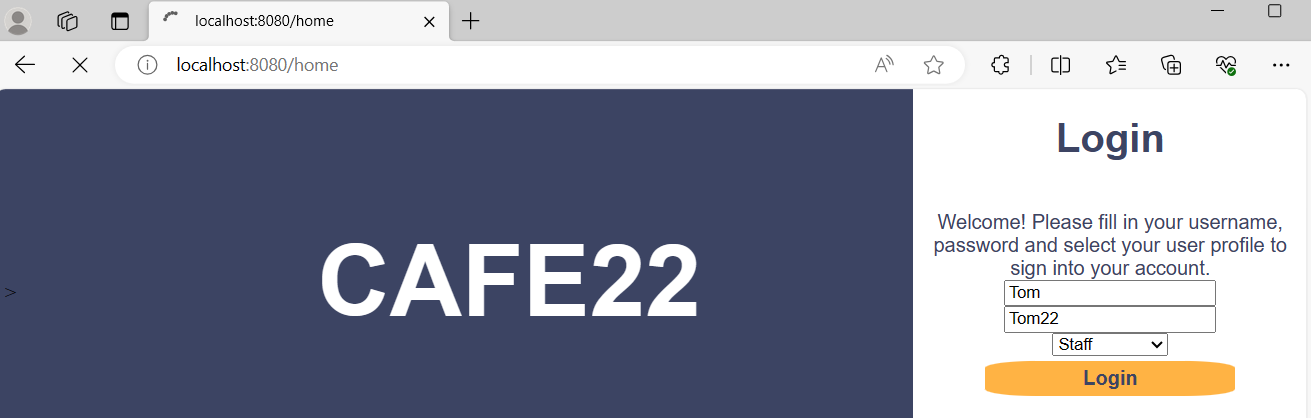 localhost:8080/home
localhost:8080/home
Login
Welcome! Please fill in your username,
password and select your user profile to
sign into your account.
CAFE22
>
Tom
Tom22
Staff
Login